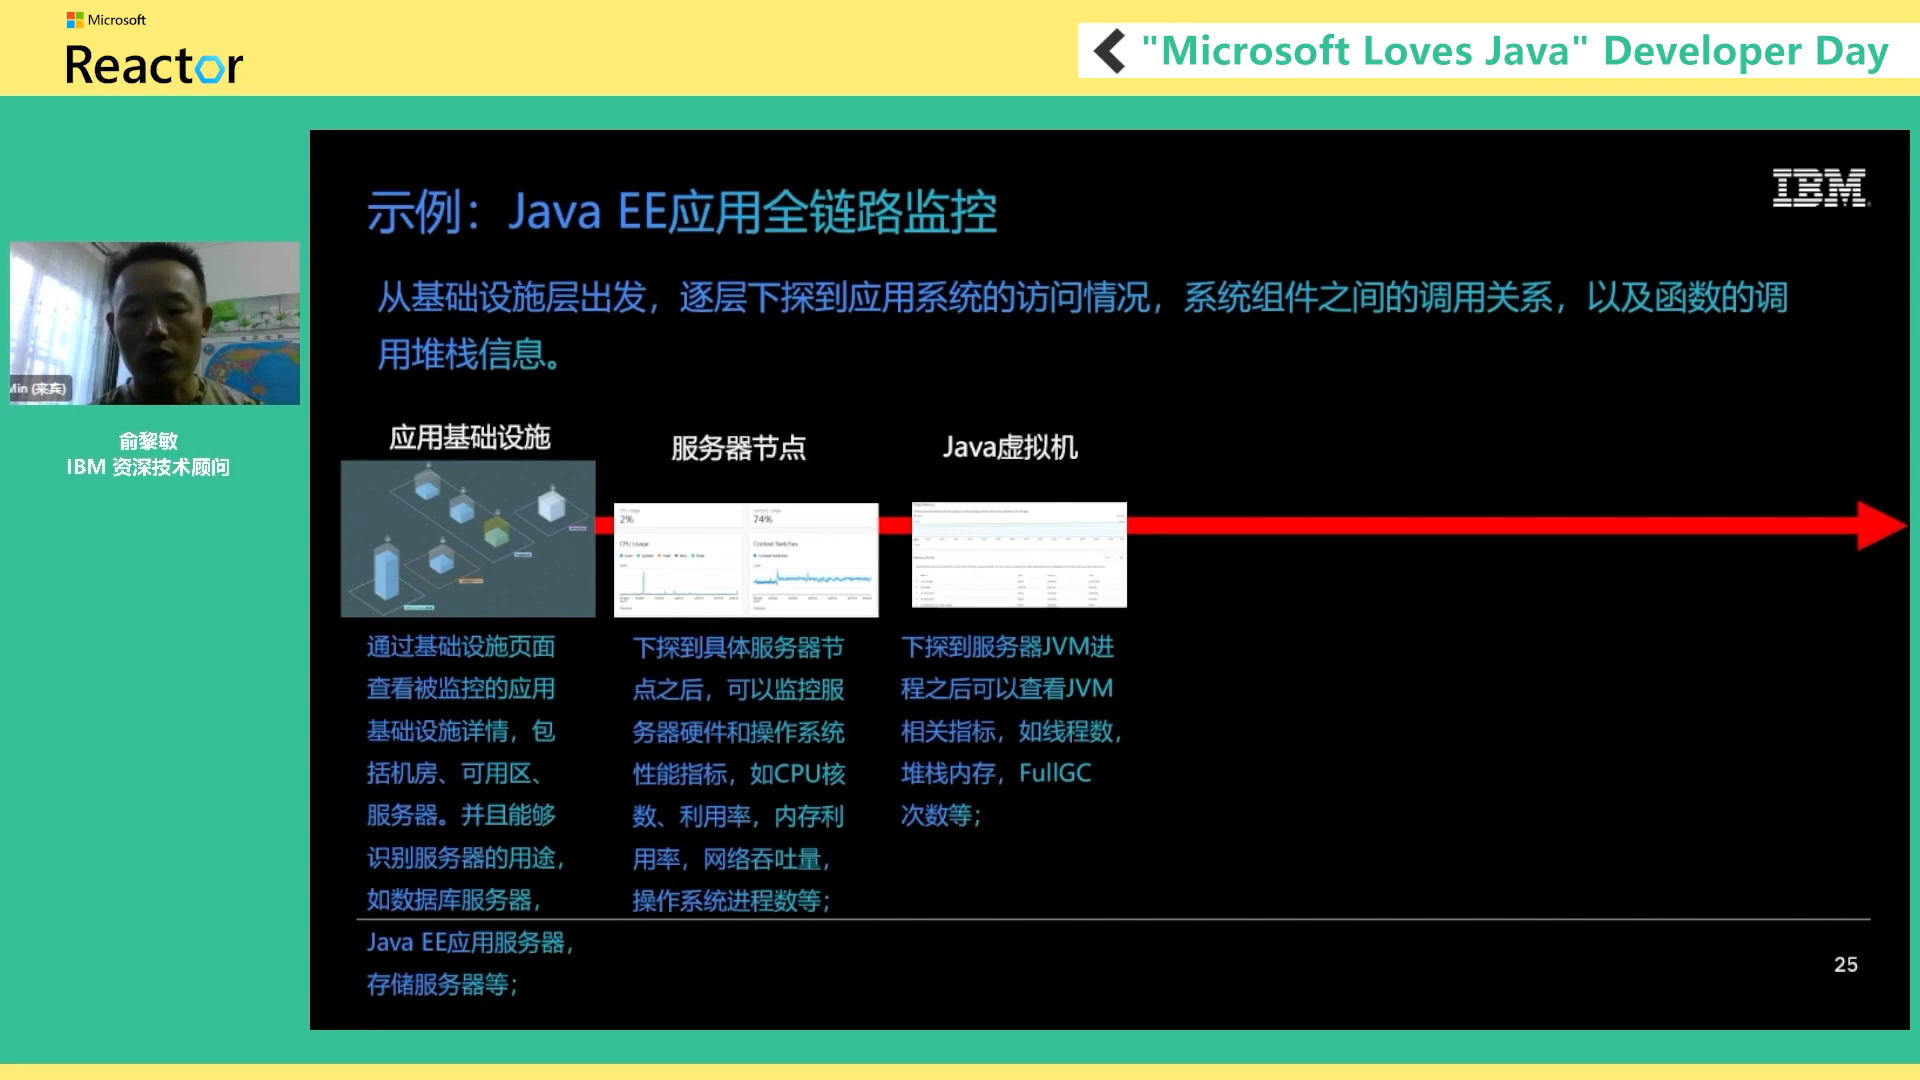 Microsoft
Reactor
"Microsoft Loves Java" Developer Day
Min (来宾)
俞黎敏
IBM 资深技术顾问
IBM
示例：Java EE应用全链路监控
从基础设施层出发，逐层下探到应用系统的访问情况，系统组件之间的调用关系，以及函数的调
用堆栈信息。
应用基础设施
通过基础设施页面
查看被监控的应用
基础设施详情，包
括机房、可用区、
服务器。并且能够
识别服务器的用途，
如数据库服务器，
Java EE应用服务器，
存储服务器等；
服务器节点
2%
74%
CPU Usage
Context Switches
下探到具体服务器节
点之后，可以监控服
务器硬件和操作系统
性能指标，如CPU核
数、利用率，内存利
用率，网络吞吐量，
操作系统进程数等；
Java虚拟机
下探到服务器JVM进
程之后可以查看JVM
相关指标，如线程数，
堆栈内存，FullGC
次数等；
25